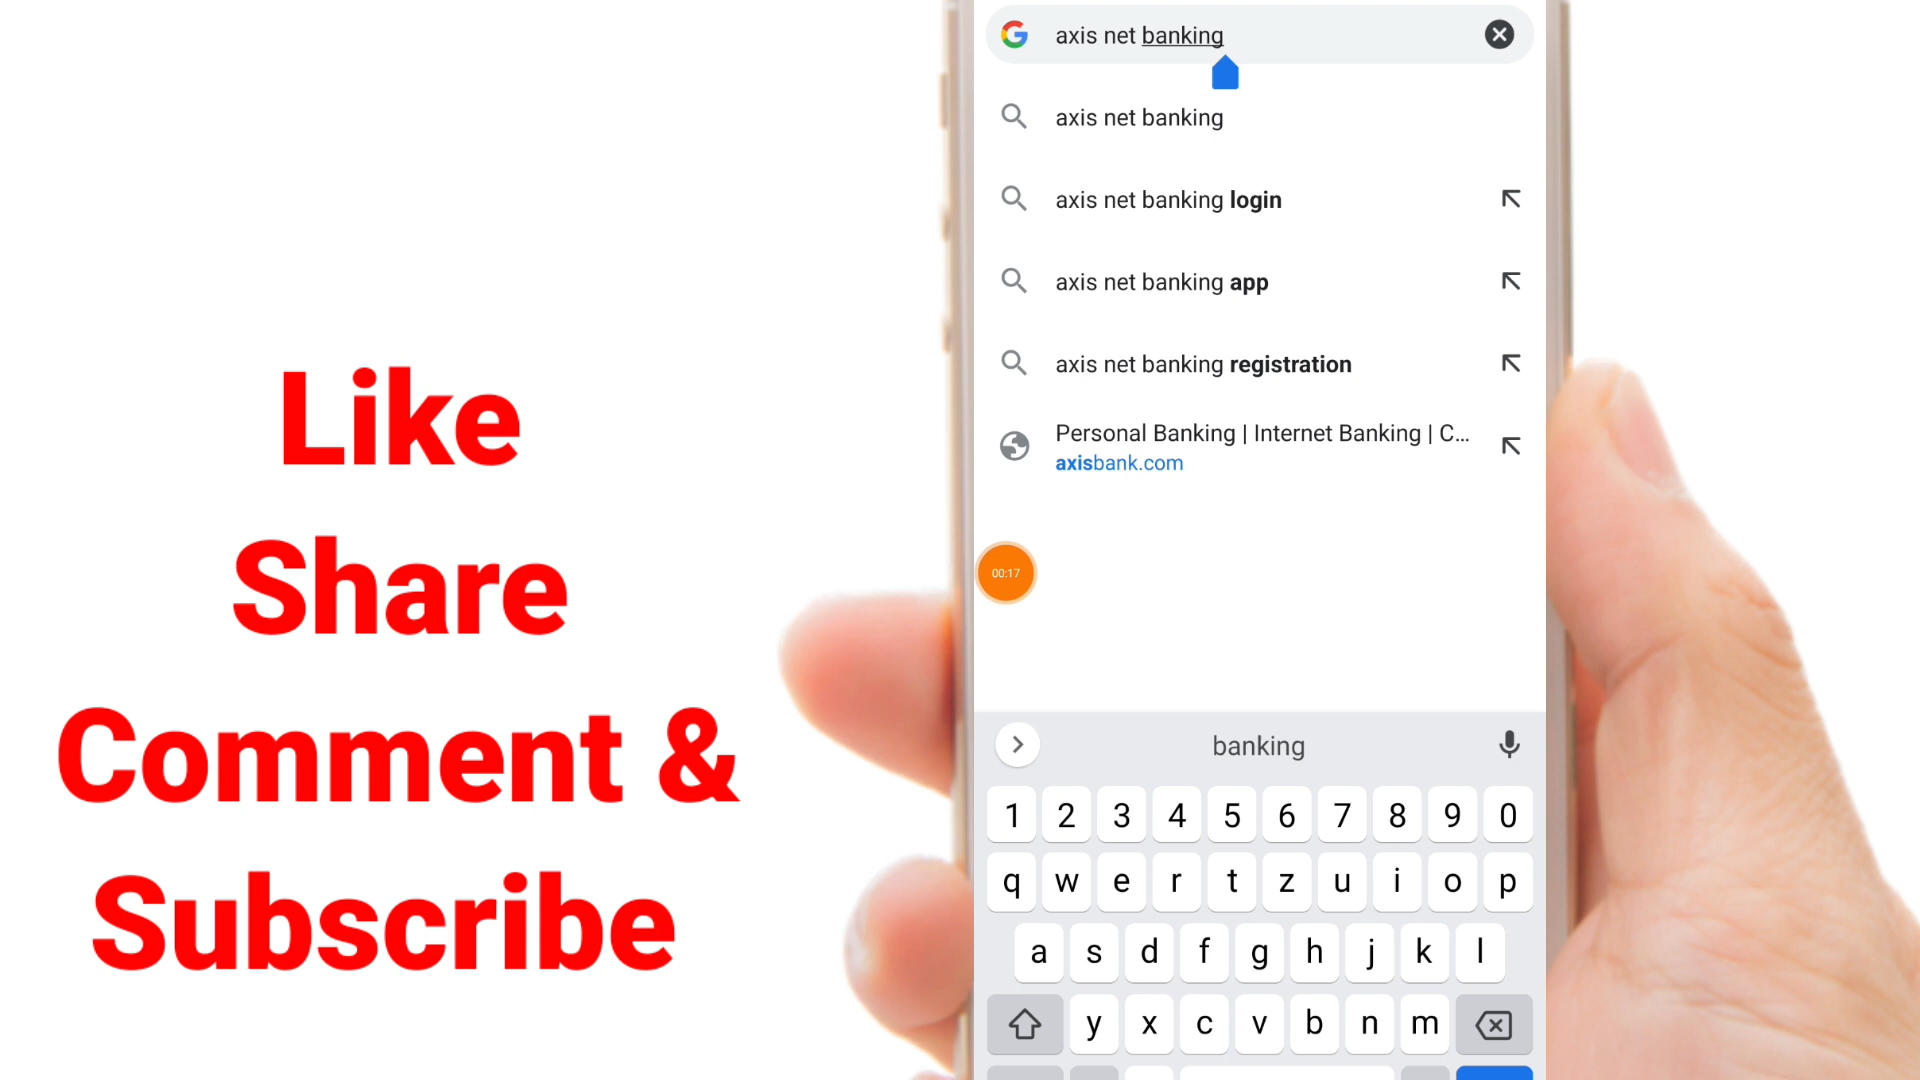 Like
Share
Comment &
Subscribe
axis net banking
axis net banking
axis net banking login
axis net banking app
axis net banking registration
Personal Banking | Internet Banking | C...
axisbank.com
00:17
banking
1 2 3 4 5 6 7 8 9 0
q w e r t z u i o p
a s d f g h j k l
y x c v b n m